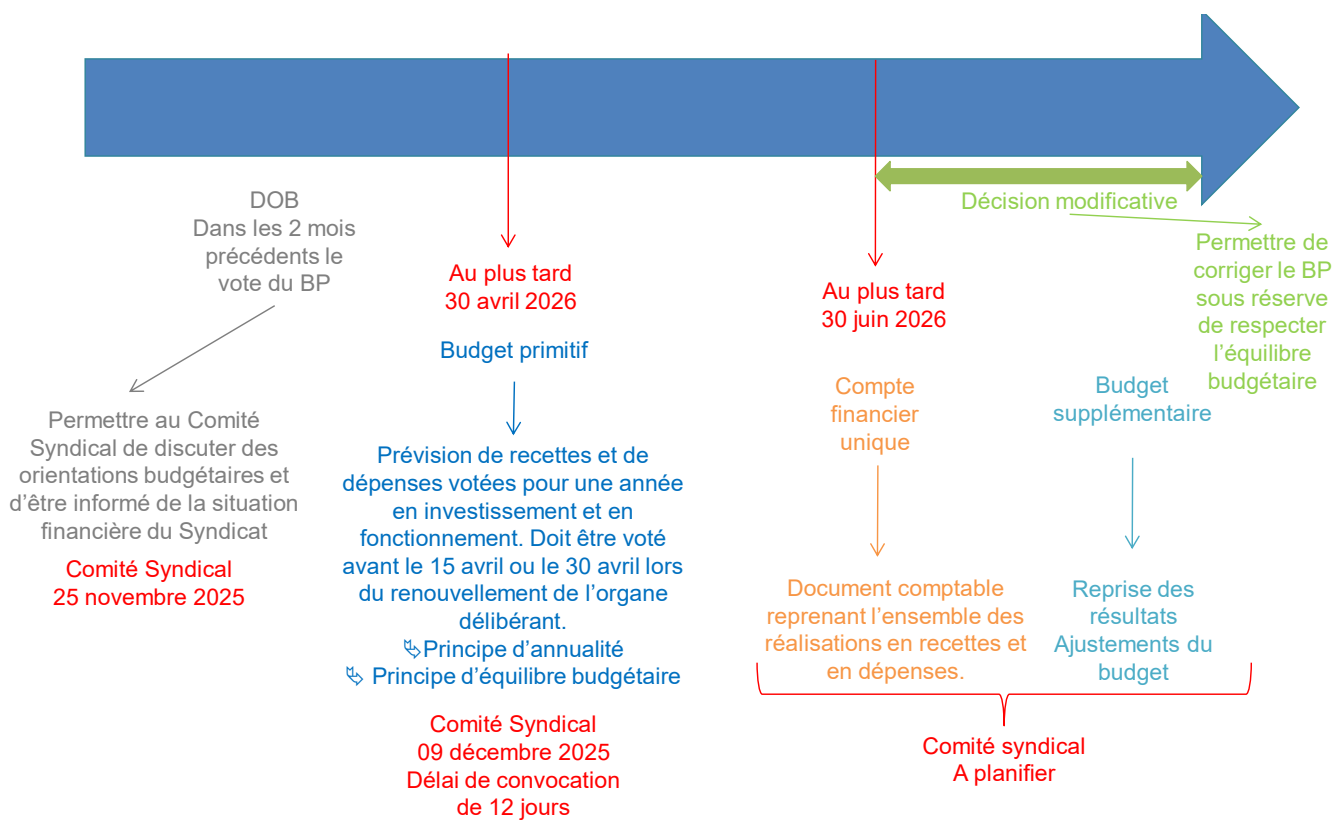 DOB
Dans les 2 mois
précédents le
vote du BP
Permettre au Comité
Syndical de discuter des
orientations budgétaires et
d’être informé de la situation
financière du Syndicat
Comité Syndical
25 novembre 2025
Au plus tard
30 avril 2026
Budget primitif
Prévision de recettes et de
dépenses votées pour une année
en investissement et en
fonctionnement. Doit être voté
avant le 15 avril ou le 30 avril lors
du renouvellement de l’organe
délibérant.
↳Principe d’annualité
↳ Principe d’équilibre budgétaire
Comité Syndical
09 décembre 2025
Délai de convocation
de 12 jours
Au plus tard
30 juin 2026
Compte
financier
unique
Document comptable
reprenant l’ensemble des
réalisations en recettes et
en dépenses.
Décision modificative
Permettre de
corriger le BP
sous réserve
de respecter
l’équilibre
budgétaire
Budget
supplémentaire
Reprise des
résultats
Ajustements du
budget
Comité syndical
A planifier